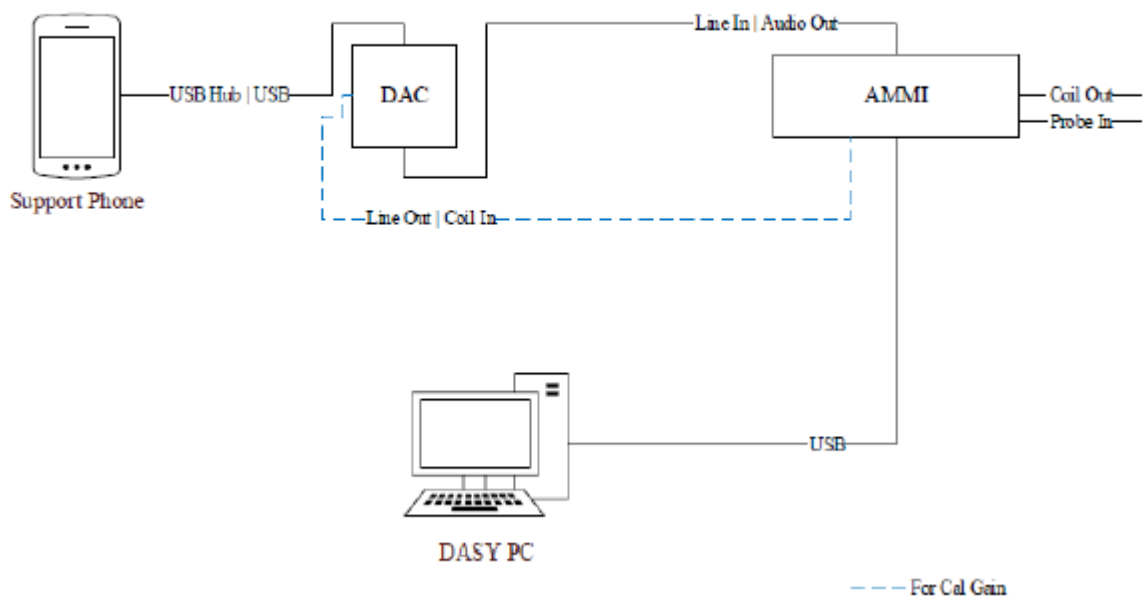 Line In | Audio Out
USB Hub | USB
DAC
AMMI
Coil Out
Probe In
Support Phone
Line Out | Coil In
USB
DASY PC
For Cal Gain